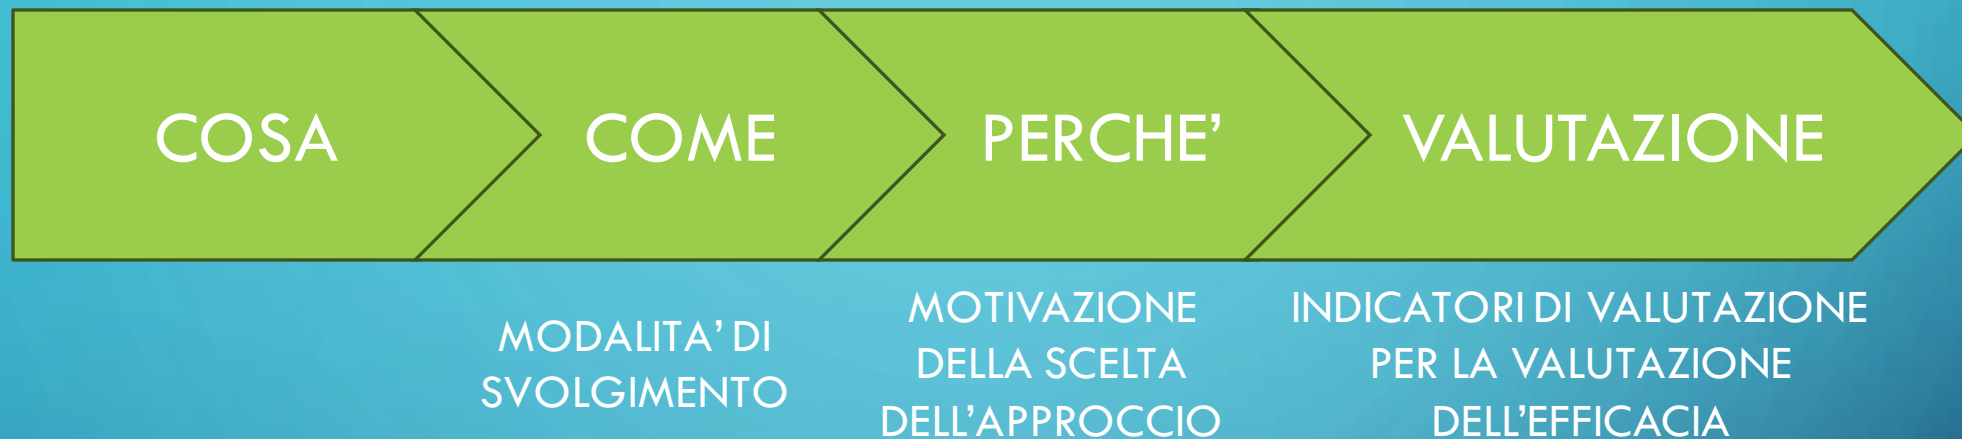 COSA
COME
PERCHE’
VALUTAZIONE
MODALITA’ DI
SVOLGIMENTO
MOTIVAZIONE
DELLA SCELTA
DELL’APPROCCIO
INDICATORI DI VALUTAZIONE
PER LA VALUTAZIONE
DELL’EFFICACIA